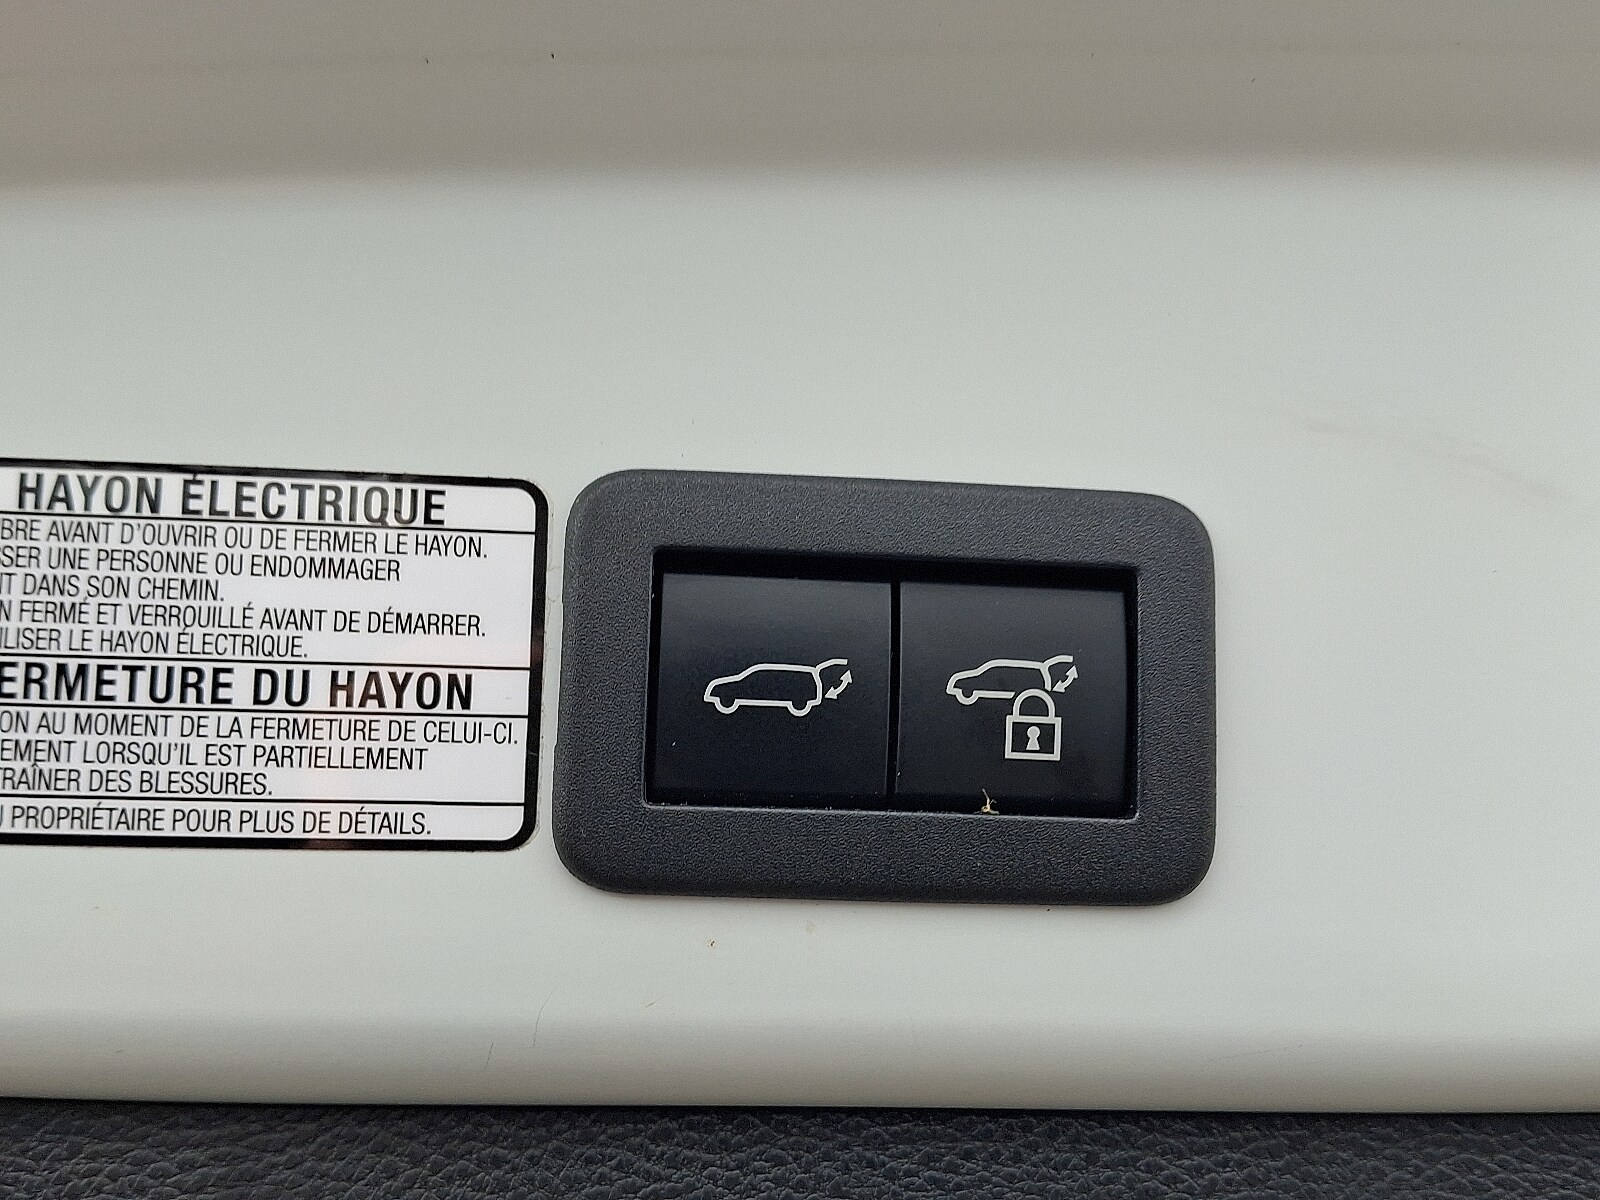 HAYON ÉLECTRIQUE
BRE AVANT D'OUVRIR OU DE FERMER LE HAYON.
SSER UNE PERSONNE OU ENDOMMAGER
NT DANS SON CHEMIN.
N FERMÉ ET VERROUILLÉ AVANT DE DÉMARRER.
ILISER LE HAYON ÉLECTRIQUE.
ERMETURE DU HAYON
ON AU MOMENT DE LA FERMETURE DE CELUI-CI.
EMENT LORSQU'IL EST PARTIELLEMENT
TRAÎNER DES BLESSURES.
U PROPRIÉTAIRE POUR PLUS DE DÉTAILS.